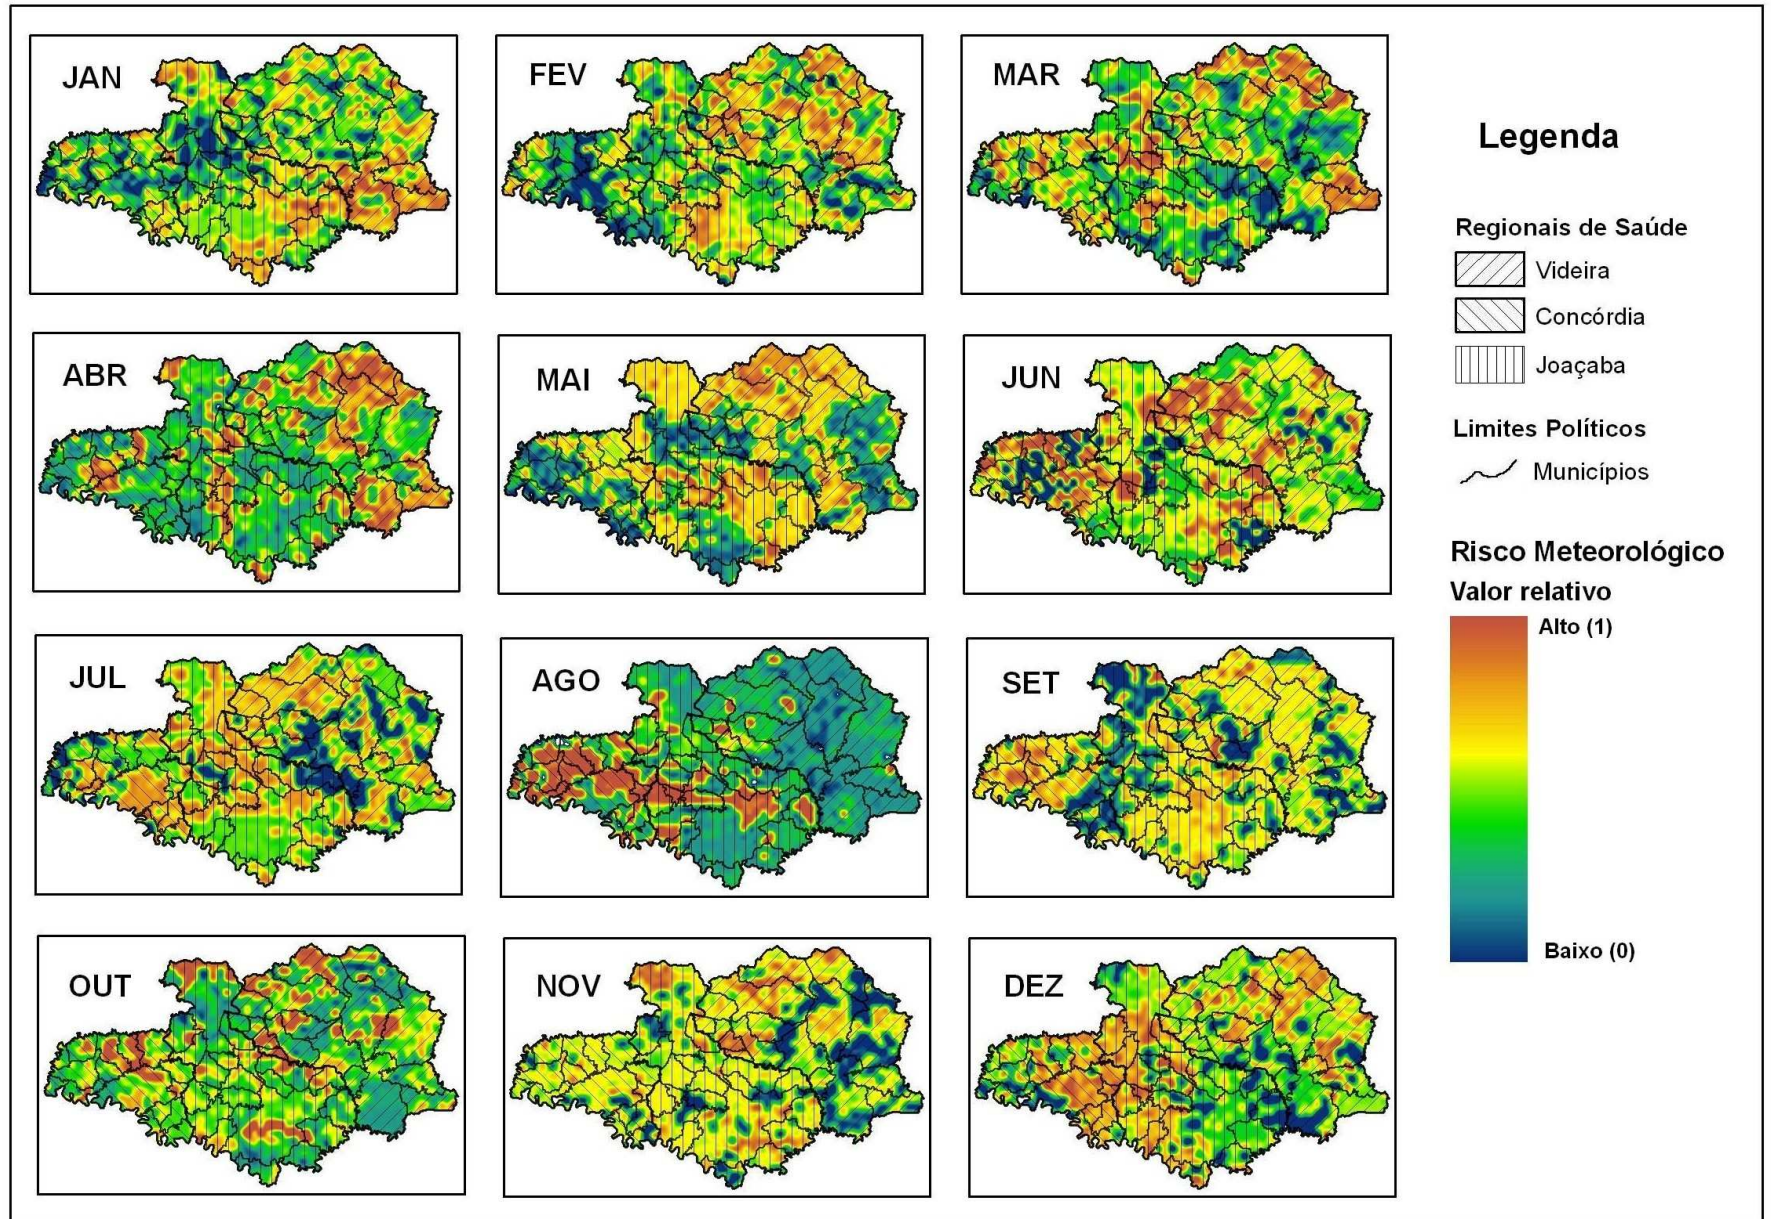 JAN
FEV
MAR
ABR
MAI
JUN
JUL
AGO
SET
OUT
NOV
DEZ
Legenda
Regionais de Saúde
Videira
Concórdia
Joaçaba
Limites Políticos
Municípios
Risco Meteorológico
Valor relativo
Alto (1)
Baixo (0)